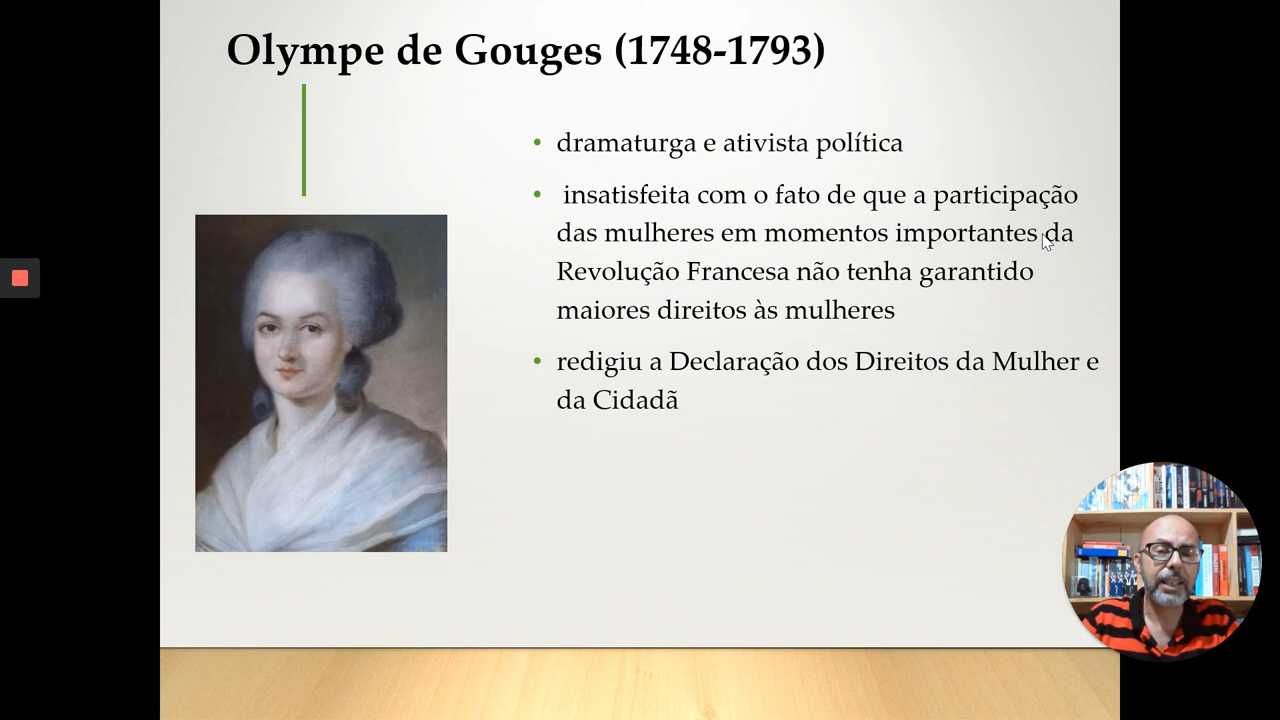 Olympe de Gouges (1748-1793)
• dramaturga e ativista política
• insatisfeita com o fato de que a participação
das mulheres em momentos importantes da
Revolução Francesa não tenha garantido
maiores direitos às mulheres
• redigiu a Declaração dos Direitos da Mulher e
da Cidadã